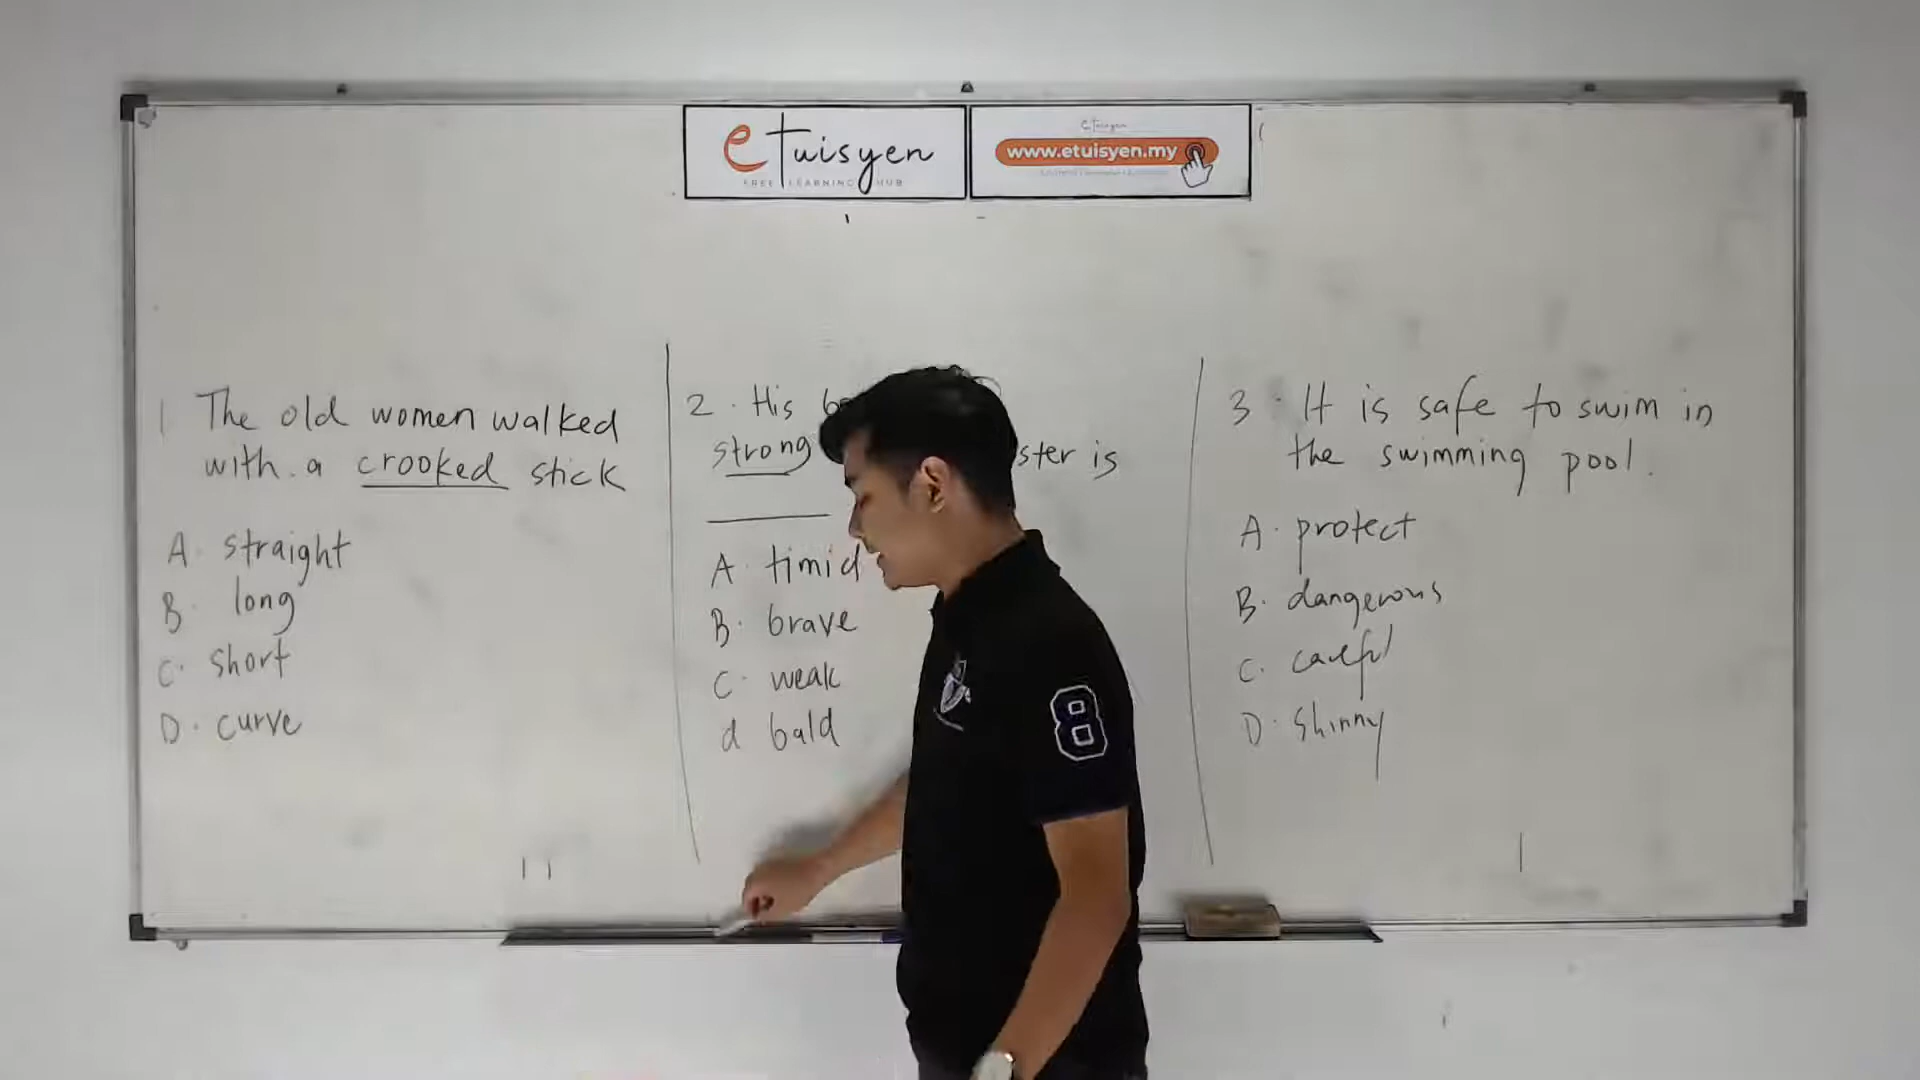 eTuisyen
FREE LEARNING HUB
www.etuisyen.my
1 The old women walked
with a crooked stick
A. straight
B. long
C. short
D. curve
2. His
strong ster is
A. timid
B. brave
C. weak
d bald
3. It is safe to swim in
the swimming pool.
A. protect
B. dangerous
C. careful
D. shinny
8